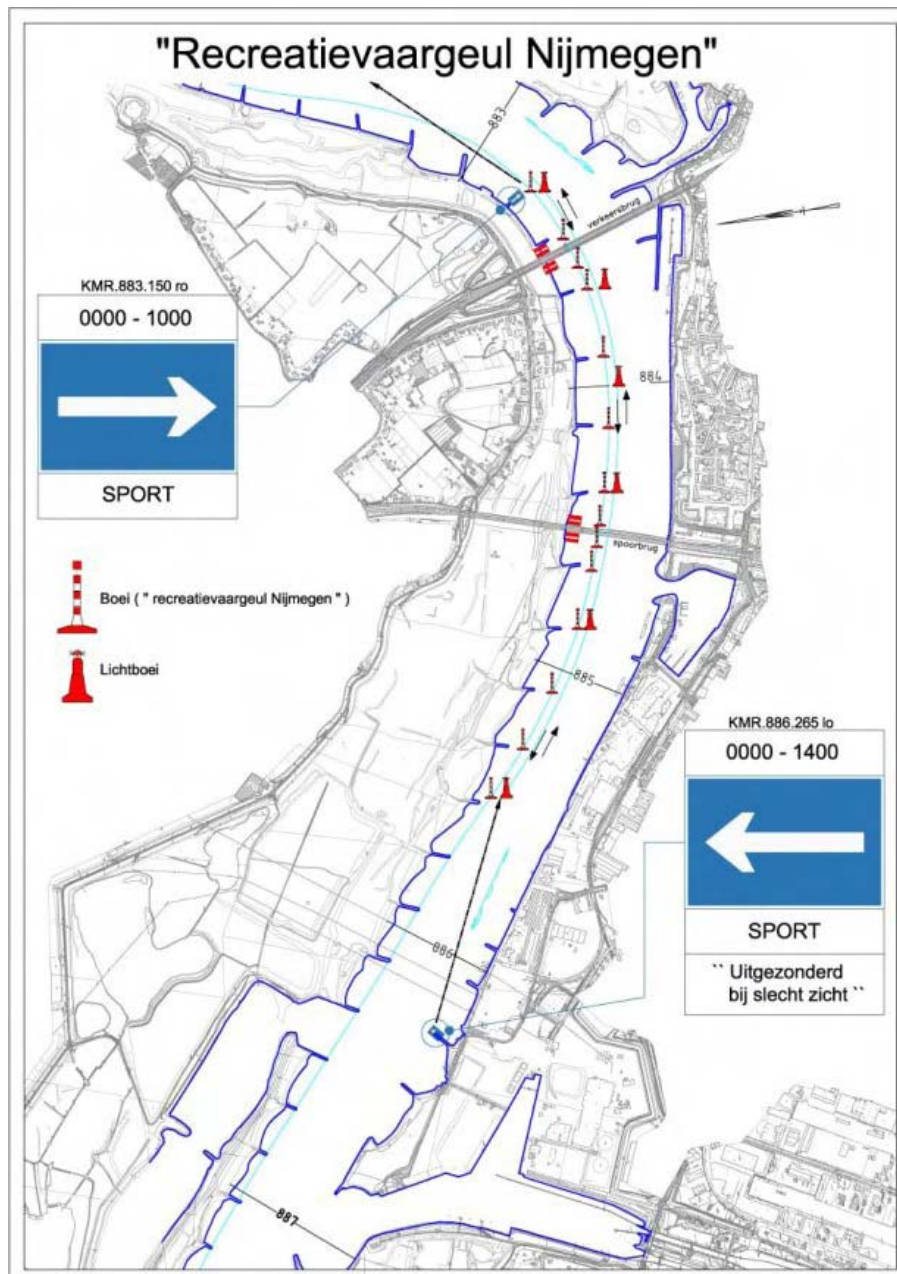 "Recreatievaargeul Nijmegen"
883
verkeersbrug
KMR.883.150 ro
0000 - 1000
SPORT
884
spoorbrug
Boei ( " recreatievaargeul Nijmegen " )
Lichtboei
885
KMR.886.265 lo
0000 - 1400
SPORT
`` Uitgezonderd
bij slecht zicht ``
886
887